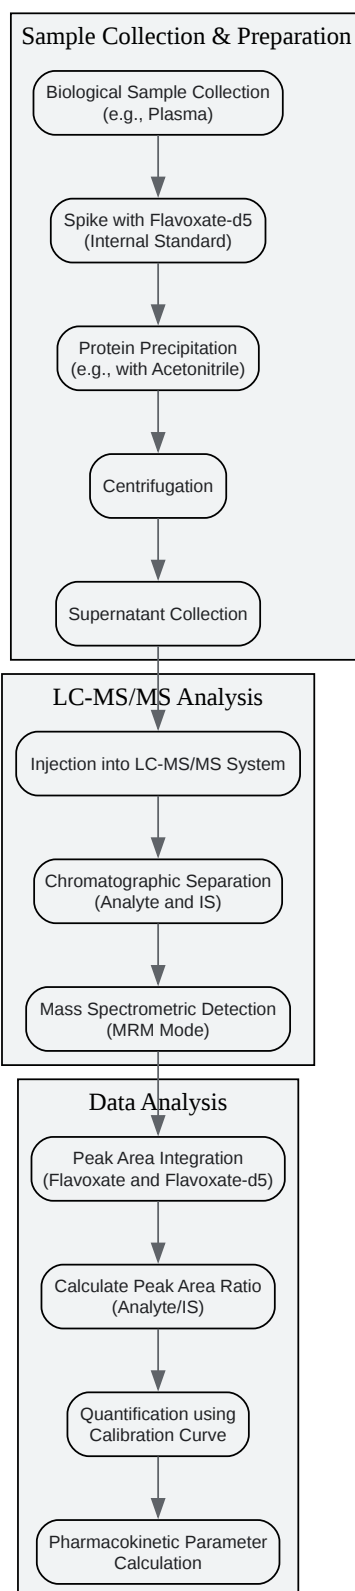 Sample Collection & Preparation
Biological Sample Collection
(e.g., Plasma)
Spike with Flavoxate-d5
(Internal Standard)
Protein Precipitation
(e.g., with Acetonitrile)
Centrifugation
Supernatant Collection
LC-MS/MS Analysis
Injection into LC-MS/MS System
Chromatographic Separation
(Analyte and IS)
Mass Spectrometric Detection
(MRM Mode)
Data Analysis
Peak Area Integration
(Flavoxate and Flavoxate-d5)
Calculate Peak Area Ratio
(Analyte/IS)
Quantification using
Calibration Curve
Pharmacokinetic Parameter
Calculation